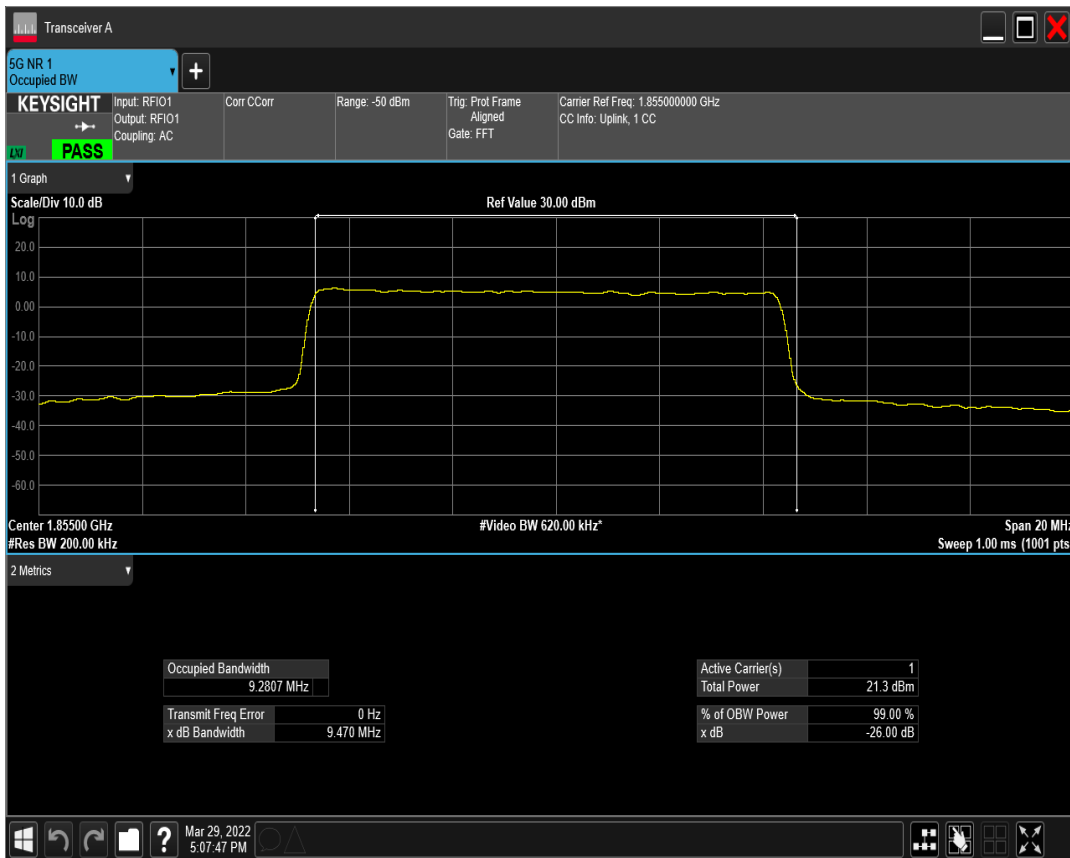 Transceiver A
5G NR 1
Occupied BW
+
KEYSIGHT
LXI
PASS
Input: RFIO1
Output: RFIO1
Coupling: AC
Corr CCorr
Range: -50 dBm
Trig: Prot Frame
Aligned
Gate: FFT
Carrier Ref Freq: 1.855000000 GHz
CC Info: Uplink, 1 CC
1 Graph
Scale/Div 10.0 dB
Ref Value 30.00 dBm
Log
20.0
10.0
0.00
-10.0
-20.0
-30.0
-40.0
-50.0
-60.0
Center 1.85500 GHz
#Video BW 620.00 kHz*
Span 20 MHz
#Res BW 200.00 kHz
Sweep 1.00 ms (1001 pts
2 Metrics
Occupied Bandwidth
9.2807 MHz
Transmit Freq Error 0 Hz
x dB Bandwidth 9.470 MHz
Active Carrier(s) 1
Total Power 21.3 dBm
% of OBW Power 99.00 %
x dB -26.00 dB
?
Mar 29, 2022
5:07:47 PM